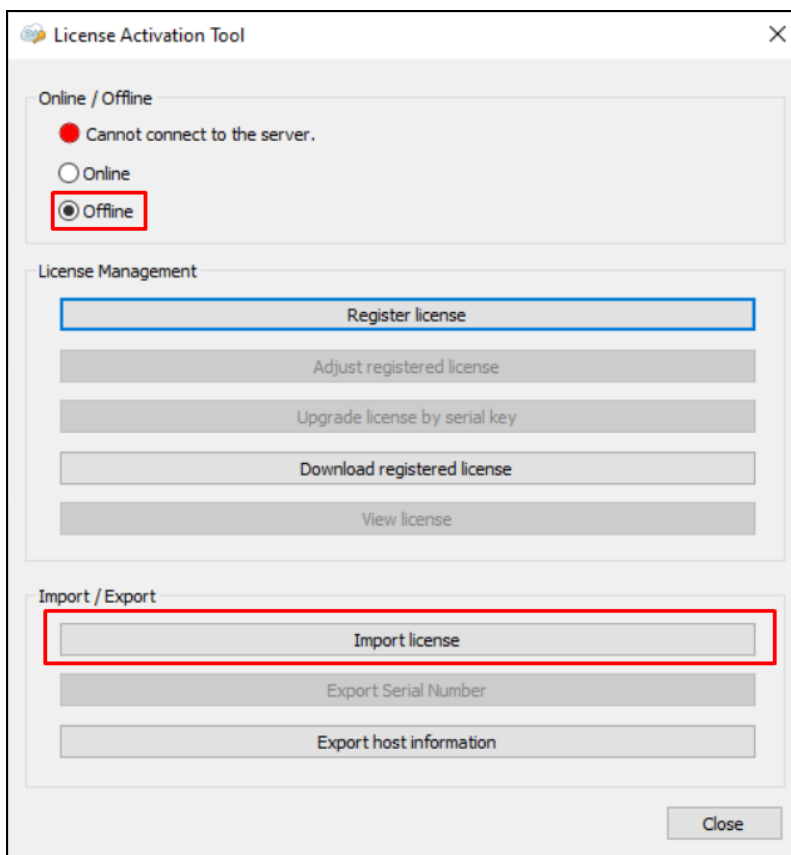 License Activation Tool
Online / Offline
Cannot connect to the server.
Online
Offline
License Management
Register license
Adjust registered license
Upgrade license by serial key
Download registered license
View license
Import / Export
Import license
Export Serial Number
Export host information
Close